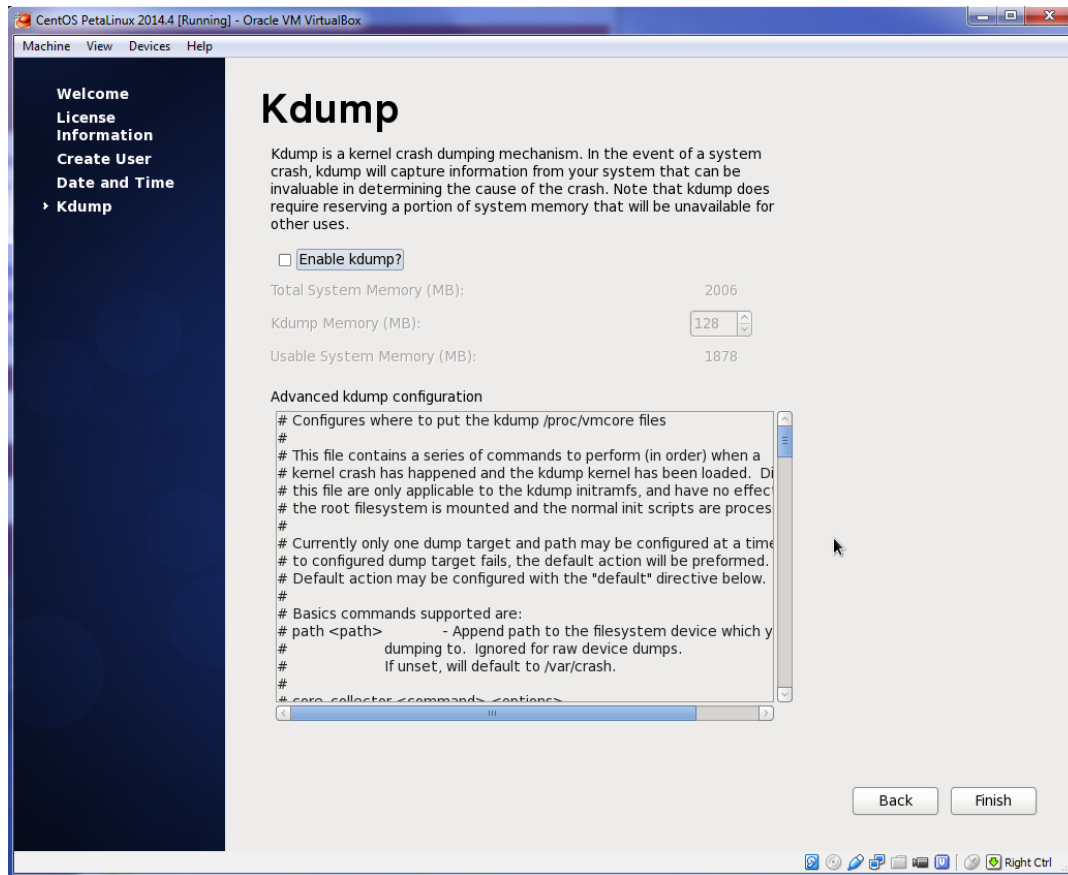 CentOS PetaLinux 2014.4 [Running] - Oracle VM VirtualBox
Machine View Devices Help
Welcome
License
Information
Create User
Date and Time
Kdump
Kdump
Kdump is a kernel crash dumping mechanism. In the event of a system
crash, kdump will capture information from your system that can be
invaluable in determining the cause of the crash. Note that kdump does
require reserving a portion of system memory that will be unavailable for
other uses.
Enable kdump?
Total System Memory (MB): 2006
Kdump Memory (MB): 128
Usable System Memory (MB): 1878
Advanced kdump configuration
# Configures where to put the kdump /proc/vmcore files
#
# This file contains a series of commands to perform (in order) when a
# kernel crash has happened and the kdump kernel has been loaded. Di
# this file are only applicable to the kdump initramfs, and have no effec
# the root filesystem is mounted and the normal init scripts are proces
#
# Currently only one dump target and path may be configured at a time
# to configured dump target fails, the default action will be preformed.
# Default action may be configured with the "default" directive below.
#
# Basics commands supported are:
# path <path> - Append path to the filesystem device which y
# dumping to. Ignored for raw device dumps.
# If unset, will default to /var/crash.
#
# core_collector <command> <options>
Back Finish
Right Ctrl